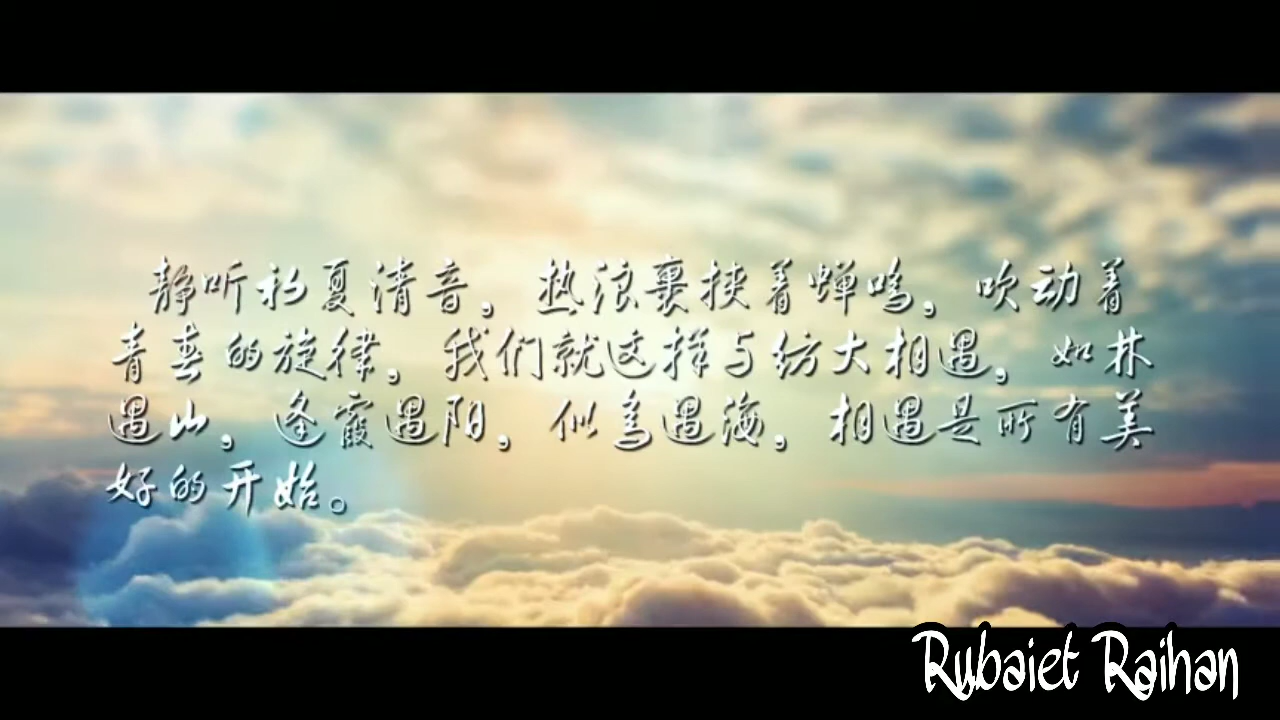 静听初夏清音，热浪裹挟着蝉鸣，吹动着
青春的旋律，我们就这样与纺大相遇，如林
遇山，逢霞遇阳，似鸟遇海，相遇是所有美
好的开始。
Rubaiet Raihan